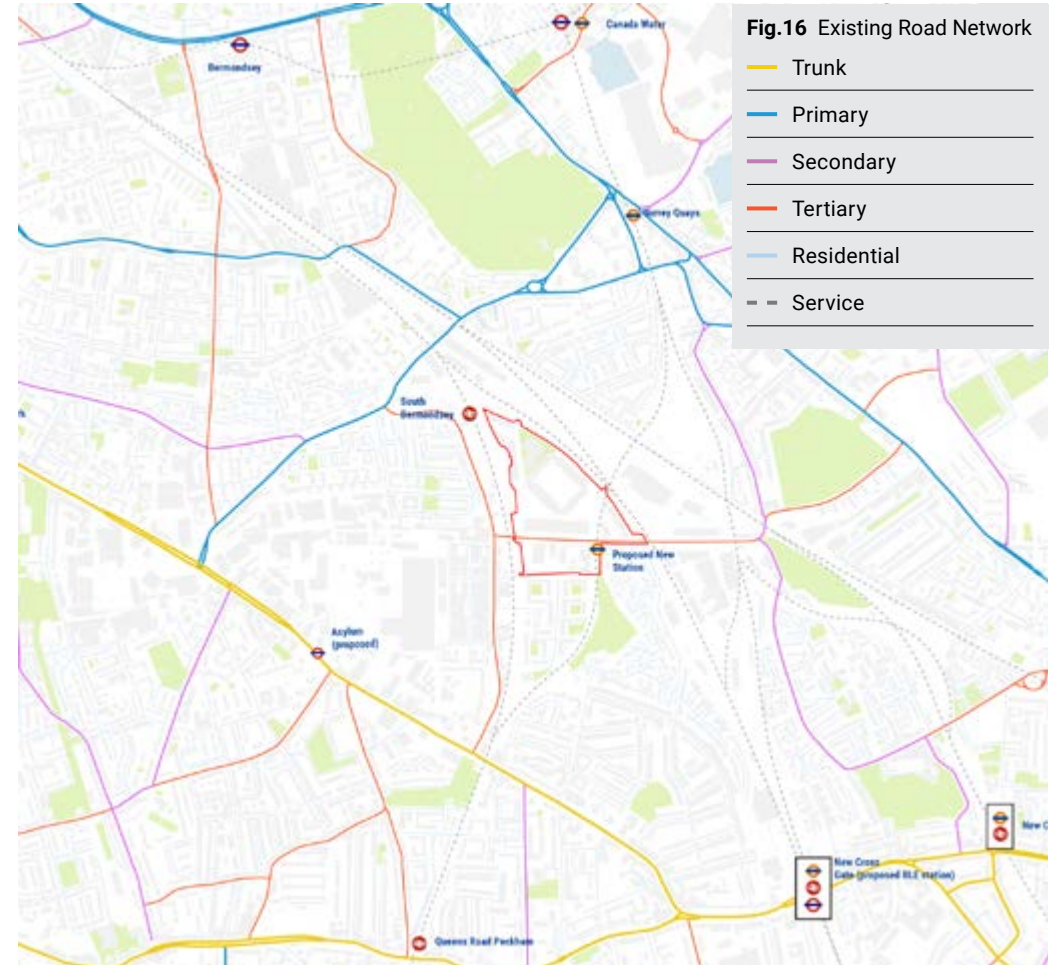 Fig.16 Existing Road Network
Trunk
Primary
Secondary
Tertiary
Residential
Service
Canada Water
Bermondsey
Surrey Quays
South
Bermondsey
Proposed New
Station
Asylum
(proposed)
New Cross
Gate (proposed BLE station)
New C
Queens Road Peckham